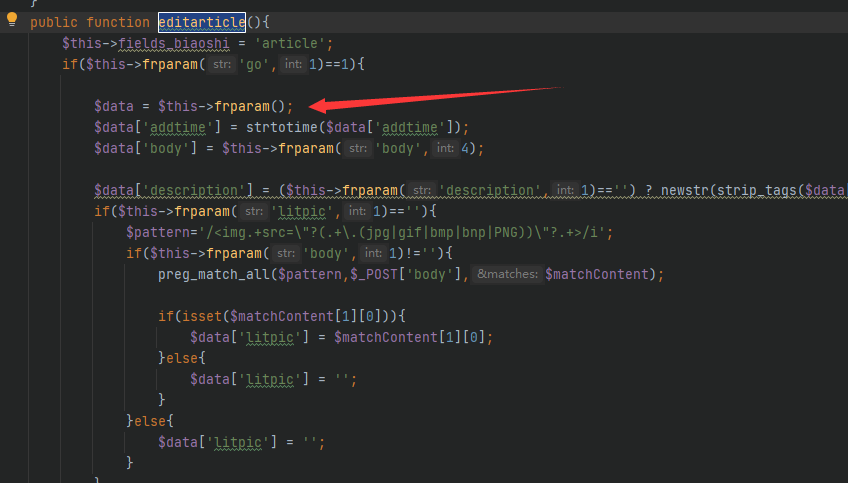 }
public function editarticle(){
$this->fields_biaoshi = 'article';
if($this->frparam( str: 'go', int: 1)==1){
$data = $this->frparam();
$data['addtime'] = strtotime($data['addtime']);
$data['body'] = $this->frparam( str: 'body', int: 4);
$data['description'] = ($this->frparam( str: 'description', int: 1)=='') ? newstr(strip_tags($data[
if($this->frparam( str: 'litpic', int: 1)==''){
$pattern='/<img.+src=\"?(.+\.(jpg|gif|bmp|bnp|PNG))\"?.+>/i';
if($this->frparam( str: 'body', int: 1)!=''){
preg_match_all($pattern,$_POST['body'], &matches: $matchContent);
if(isset($matchContent[1][0])){
$data['litpic'] = $matchContent[1][0];
}else{
$data['litpic'] = '';
}
}else{
$data['litpic'] = '';
}
}